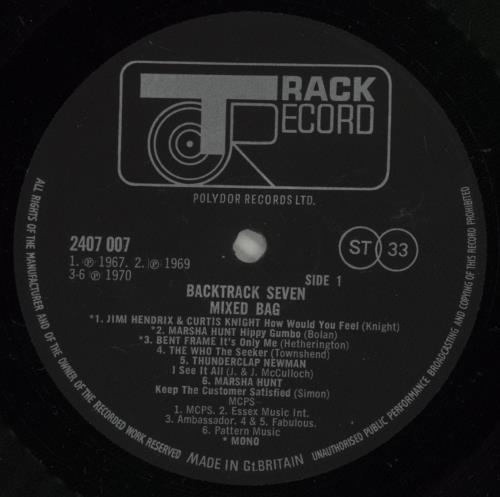 TRACK
RECORD
POLYDOR RECORDS LTD.
2407 007
1. ℗ 1967. 2. ℗ 1969
3-6 ℗ 1970
ST 33
SIDE 1
BACKTRACK SEVEN
MIXED BAG
*1. JIMI HENDRIX & CURTIS KNIGHT How Would You Feel (Knight)
*2. MARSHA HUNT Hippy Gumbo (Bolan)
*3. BENT FRAME It's Only Me (Hetherington)
4. THE WHO The Seeker (Townshend)
5. THUNDERCLAP NEWMAN
I See It All (J. & J. McCulloch)
6. MARSHA HUNT
Keep The Customer Satisfied (Simon)
MCPS
1. MCPS. 2. Essex Music Int.
3. Ambassador. 4 & 5. Fabulous.
6. Pattern Music
* MONO
ALL RIGHTS OF THE MANUFACTURER AND OF THE OWNER OF THE RECORDED WORK RESERVED
MADE IN GT. BRITAIN
UNAUTHORISED PUBLIC PERFORMANCE BROADCASTING AND COPYING OF THIS RECORD PROHIBITED